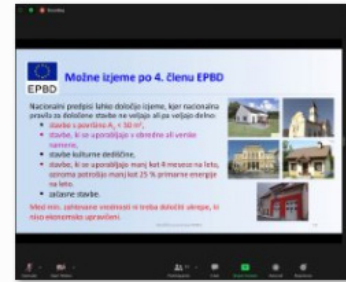 EPBD
Možne izjeme po 4. členu EPBD
Nacionalni predpisi lahko določijo izjeme, kjer nacionalna
pravila za določene stavbe ne veljajo ali pa veljajo delno:
• stavbe s površino A < 50 m²,
• stavbe, ki se uporabljajo v obredne ali verske
namene,
• stavbe kulturne dediščine,
• stavbe, ki se uporabljajo manj kot 4 mesece na leto,
oziroma potrošijo manj kot 25 % primarne energije
na leto.
• začasne stavbe.
Med min. zahtevane vrednosti ni treba določiti ukrepe, ki
niso ekonomsko upravičeni.